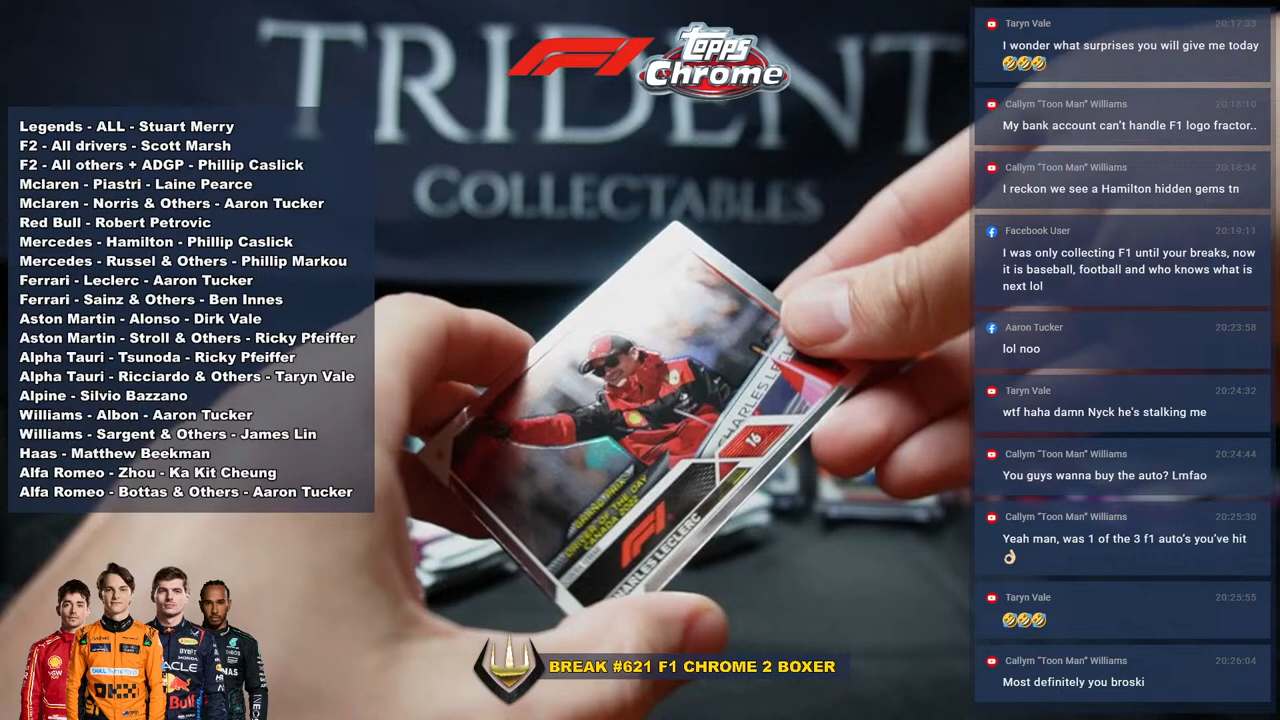 TRIDENT
COLLECTABLES
F1
Topps
Chrome
Legends - ALL - Stuart Merry
F2 - All drivers - Scott Marsh
F2 - All others + ADGP - Phillip Caslick
Mclaren - Piastri - Laine Pearce
Mclaren - Norris & Others - Aaron Tucker
Red Bull - Robert Petrovic
Mercedes - Hamilton - Phillip Caslick
Mercedes - Russel & Others - Phillip Markou
Ferrari - Leclerc - Aaron Tucker
Ferrari - Sainz & Others - Ben Innes
Aston Martin - Alonso - Dirk Vale
Aston Martin - Stroll & Others - Ricky Pfeiffer
Alpha Tauri - Tsunoda - Ricky Pfeiffer
Alpha Tauri - Ricciardo & Others - Taryn Vale
Alpine - Silvio Bazzano
Williams - Albon - Aaron Tucker
Williams - Sargent & Others - James Lin
Haas - Matthew Beekman
Alfa Romeo - Zhou - Ka Kit Cheung
Alfa Romeo - Bottas & Others - Aaron Tucker
CHARLES LE
16
GRAND PRIX
DRIVER OF THE DAY
CANADA 2022
F1
CHARLES LECLERC
BREAK #621 F1 CHROME 2 BOXER
Taryn Vale 20:17:33
I wonder what surprises you will give me today
🤣🤣🤣
Callym "Toon Man" Williams 20:18:10
My bank account can't handle F1 logo fractor..
Callym "Toon Man" Williams 20:18:34
I reckon we see a Hamilton hidden gems tn
Facebook User 20:19:11
I was only collecting F1 until your breaks, now
it is baseball, football and who knows what is
next lol
Aaron Tucker 20:23:58
lol noo
Taryn Vale 20:24:32
wtf haha damn Nyck he's stalking me
Callym "Toon Man" Williams 20:24:44
You guys wanna buy the auto? Lmfao
Callym "Toon Man" Williams 20:25:30
Yeah man, was 1 of the 3 f1 auto's you've hit
👌🏼
Taryn Vale 20:25:55
🤣🤣🤣
Callym "Toon Man" Williams 20:26:04
Most definitely you broski